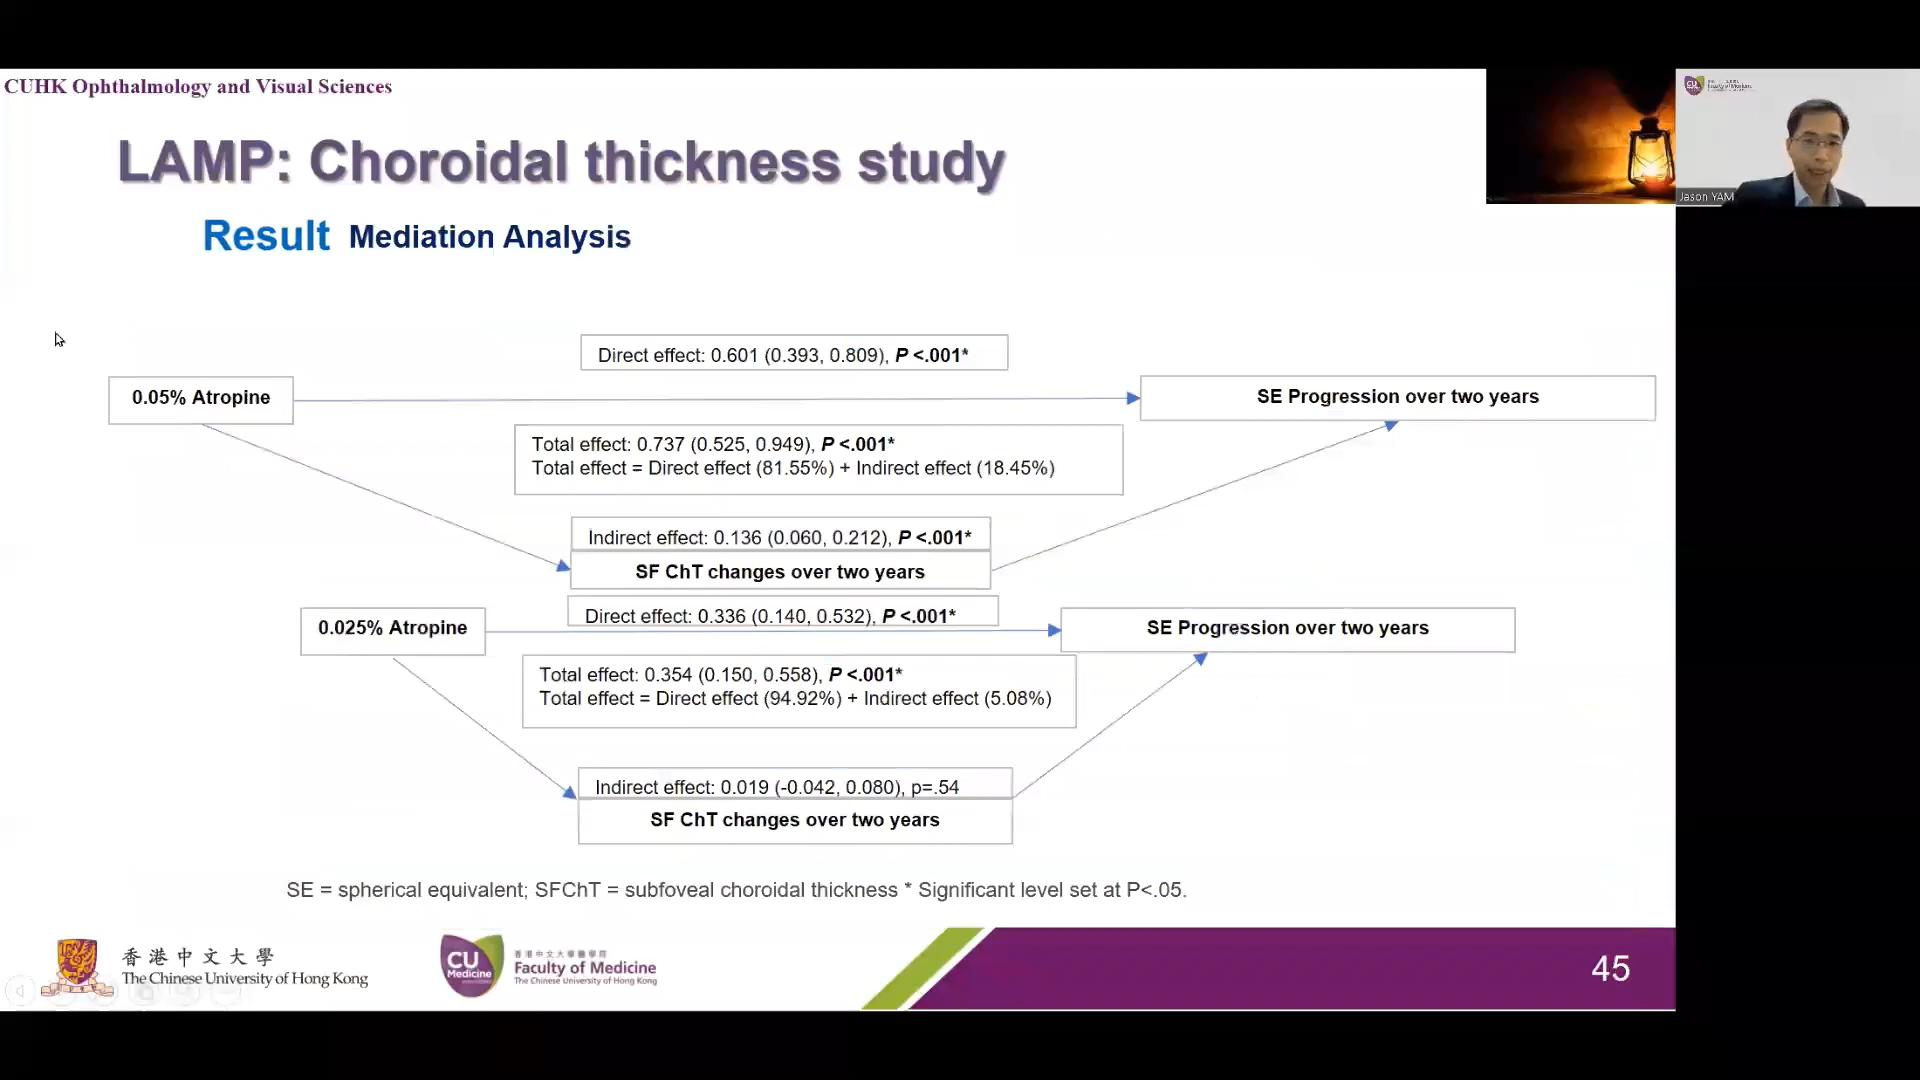 CUHK Ophthalmology and Visual Sciences
LAMP: Choroidal thickness study
Result Mediation Analysis
Jason YAM
Direct effect: 0.601 (0.393, 0.809), P <.001*
0.05% Atropine
SE Progression over two years
Total effect: 0.737 (0.525, 0.949), P <.001*
Total effect = Direct effect (81.55%) + Indirect effect (18.45%)
Indirect effect: 0.136 (0.060, 0.212), P <.001*
SF ChT changes over two years
Direct effect: 0.336 (0.140, 0.532), P <.001*
0.025% Atropine
SE Progression over two years
Total effect: 0.354 (0.150, 0.558), P <.001*
Total effect = Direct effect (94.92%) + Indirect effect (5.08%)
Indirect effect: 0.019 (-0.042, 0.080), p=.54
SF ChT changes over two years
SE = spherical equivalent; SFChT = subfoveal choroidal thickness * Significant level set at P<.05.
香港中文大學
The Chinese University of Hong Kong
CU
Medicine
香港中文大學醫學院
Faculty of Medicine
The Chinese University of Hong Kong
45